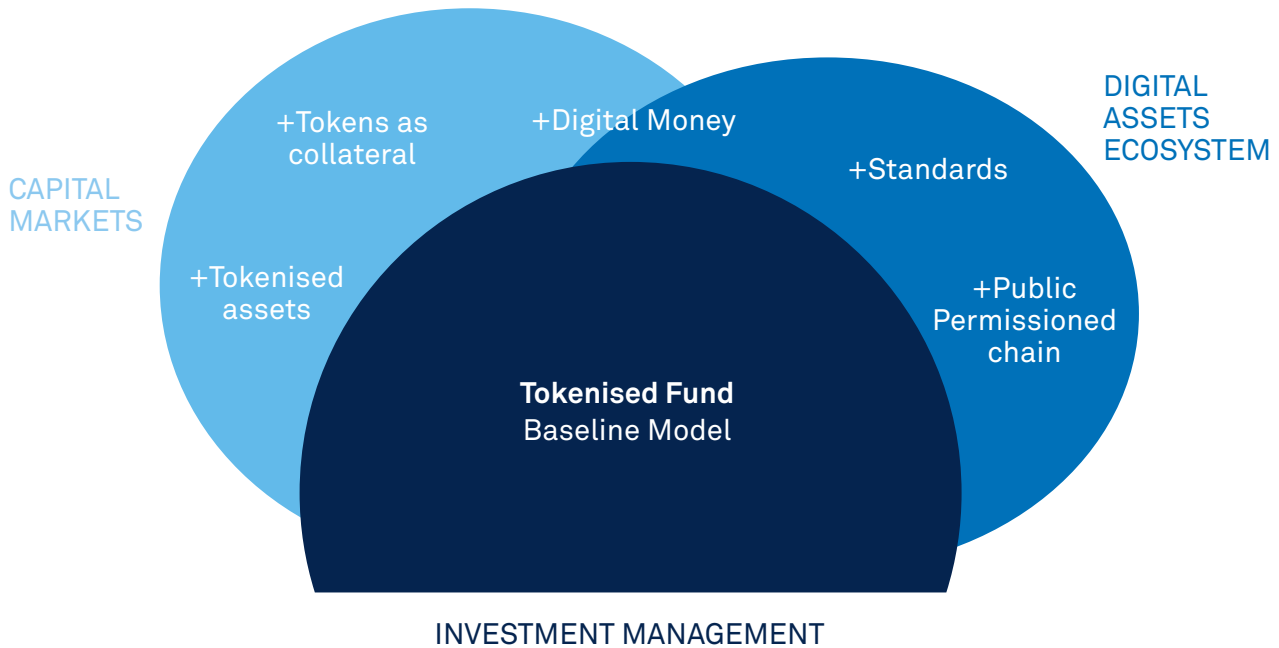 CAPITAL
MARKETS
+Tokens as
collateral
+Tokenised
assets
+Digital Money
DIGITAL
ASSETS
ECOSYSTEM
+Standards
+Public
Permissioned
chain
Tokenised Fund
Baseline Model
INVESTMENT MANAGEMENT